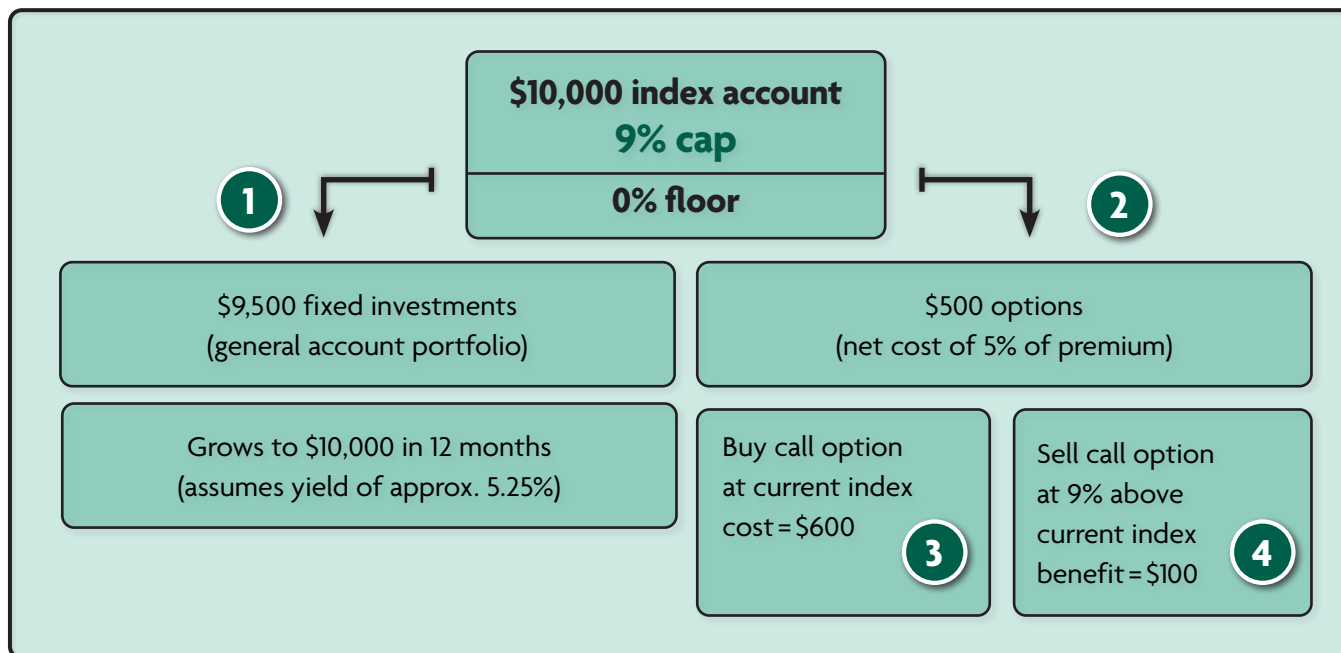 $10,000 index account
9% cap
0% floor
1
2
$9,500 fixed investments
(general account portfolio)
$500 options
(net cost of 5% of premium)
Grows to $10,000 in 12 months
(assumes yield of approx. 5.25%)
Buy call option
at current index
cost=$600
3
Sell call option
at 9% above
current index
benefit=$100
4